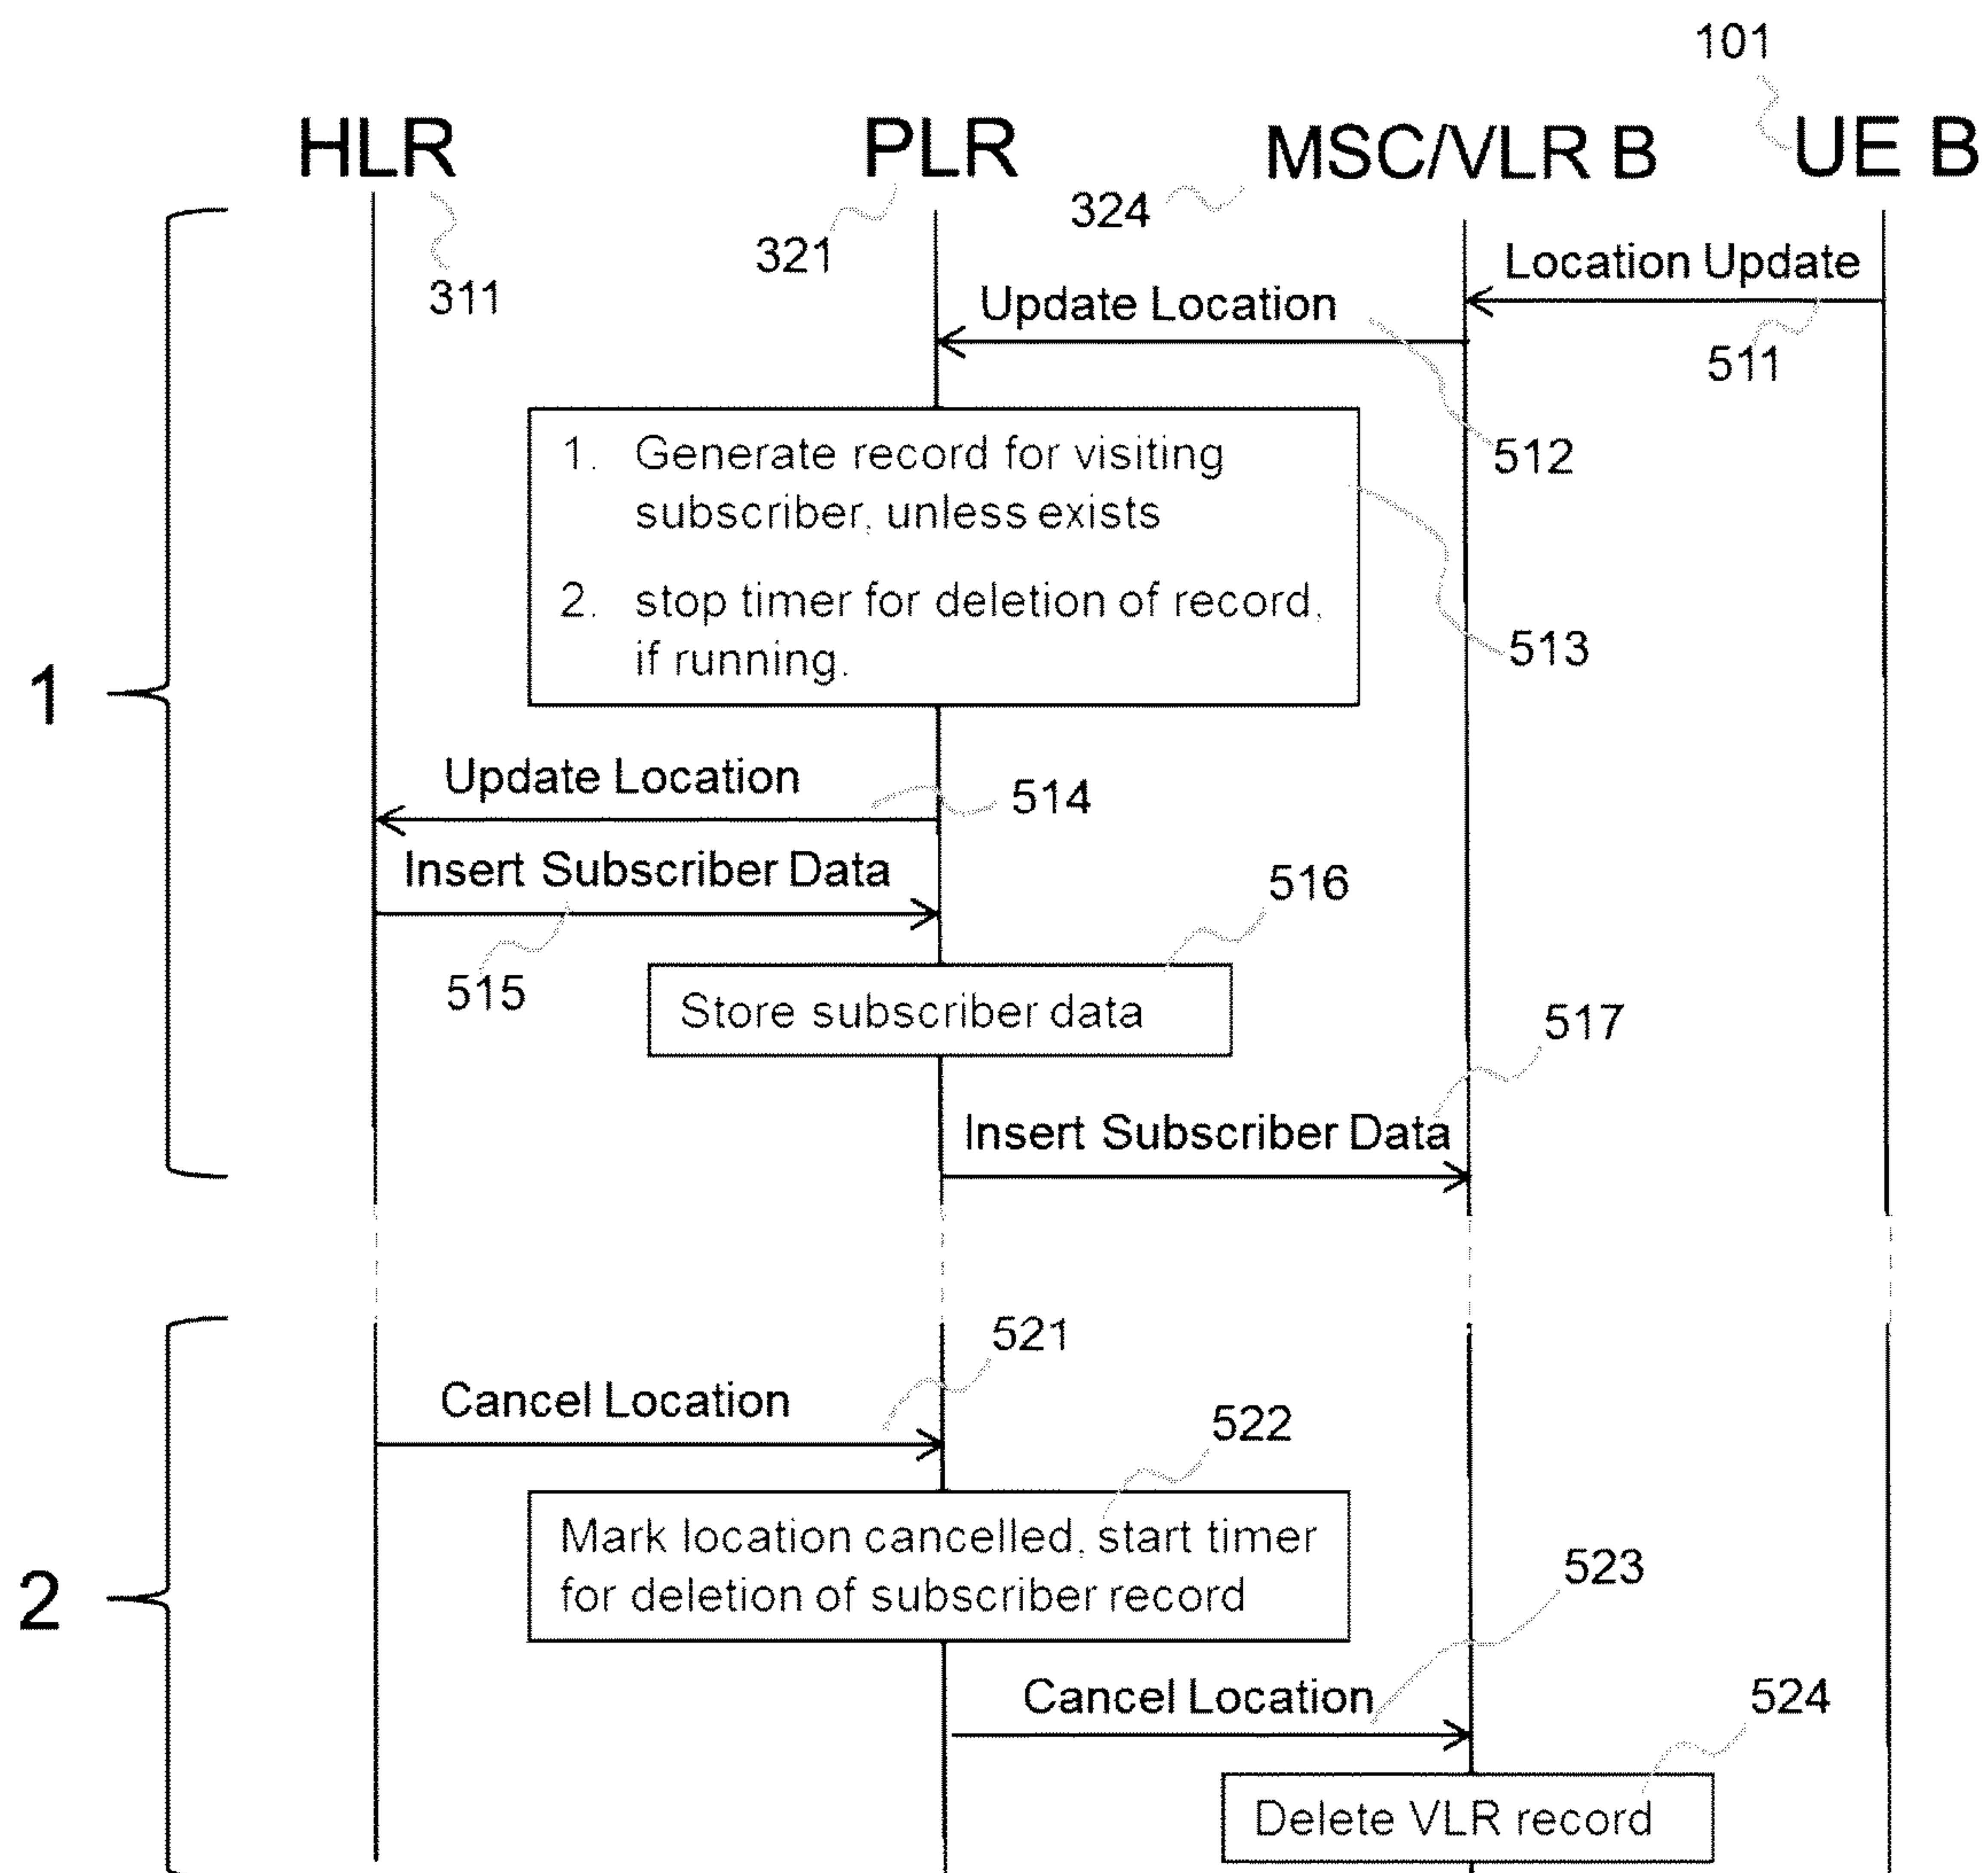 101
HLR
PLR
MSC/VLR B
UE B
311
321
324
Location Update
511
Update Location
512
1. Generate record for visiting
subscriber, unless exists
2. stop timer for deletion of record,
if running.
513
1
Update Location
514
Insert Subscriber Data
515
516
Store subscriber data
517
Insert Subscriber Data
521
Cancel Location
522
Mark location cancelled, start timer
for deletion of subscriber record
523
2
Cancel Location
524
Delete VLR record